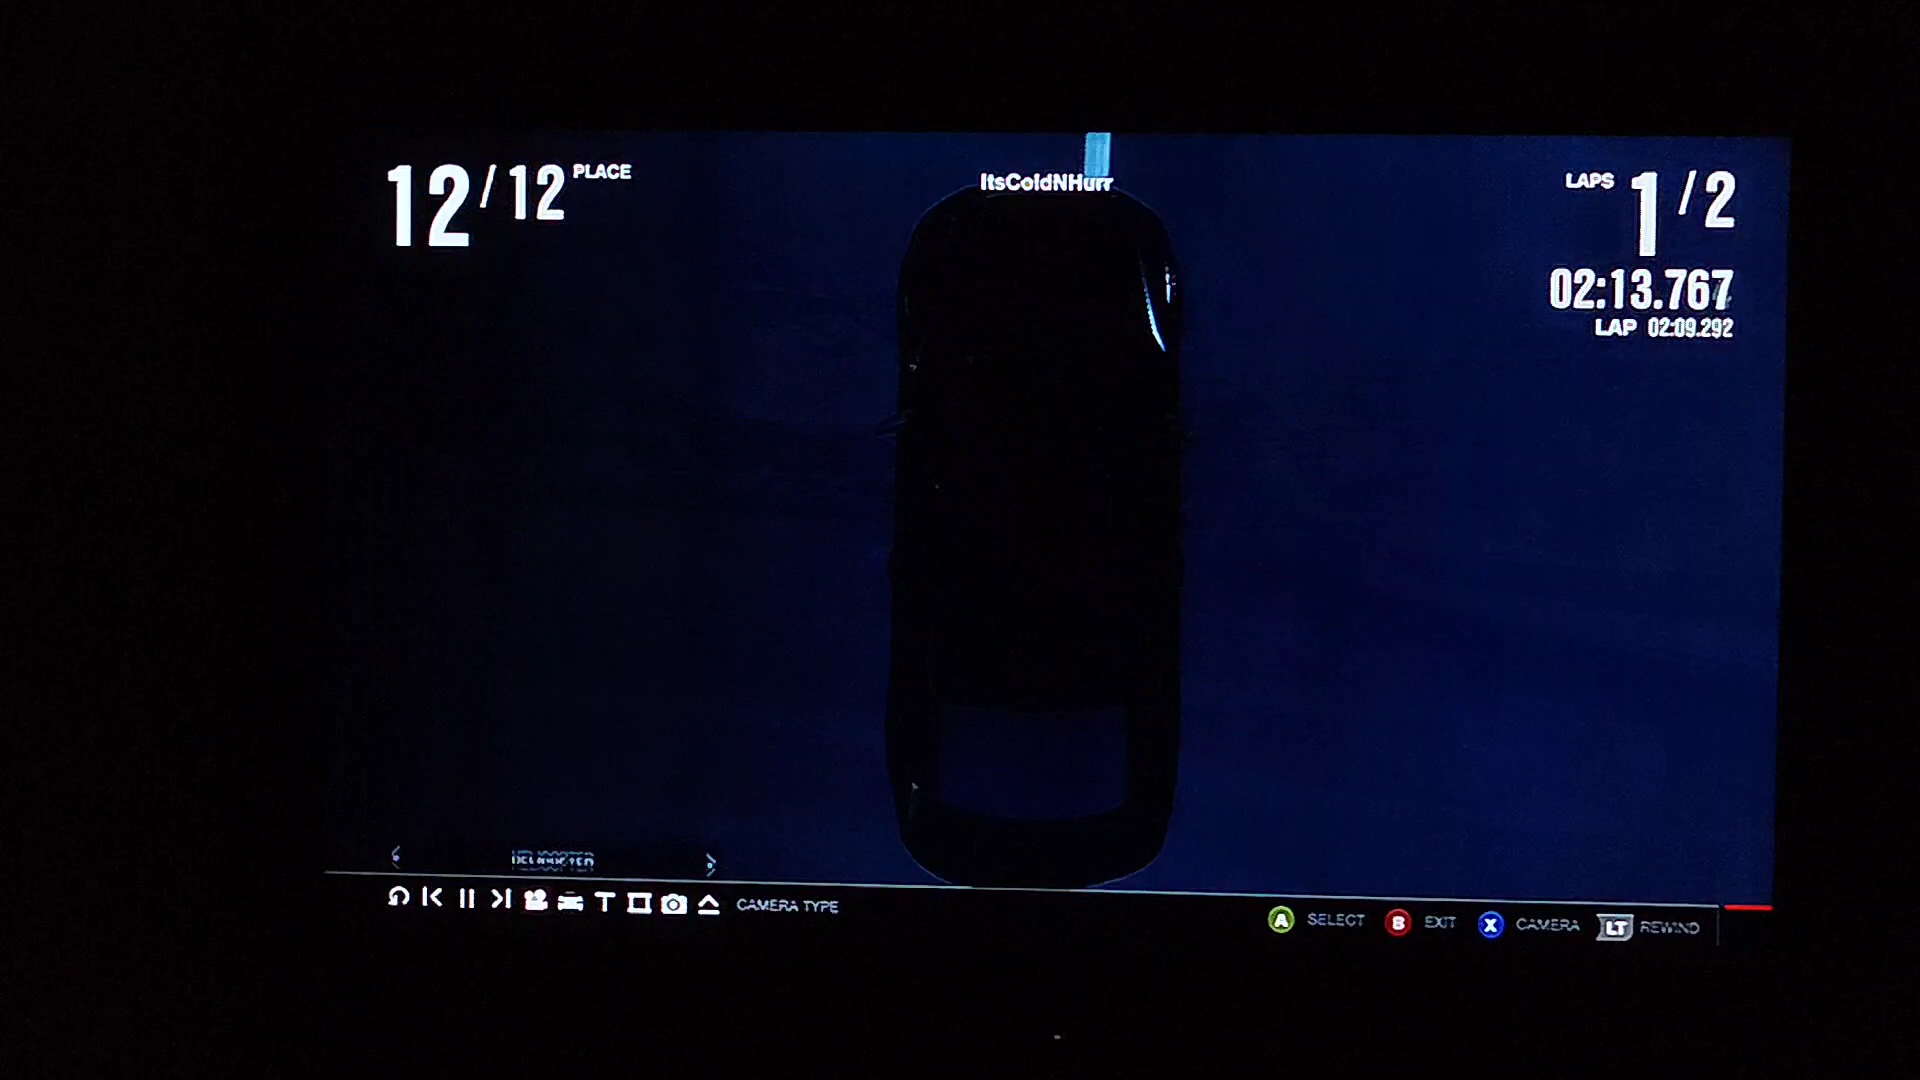 12/12 PLACE
ItsColdNHurr
LAPS 1/2
02:13.767
LAP 02:09.292
HELICOPTER
CAMERA TYPE
A SELECT B EXIT X CAMERA LT REWIND